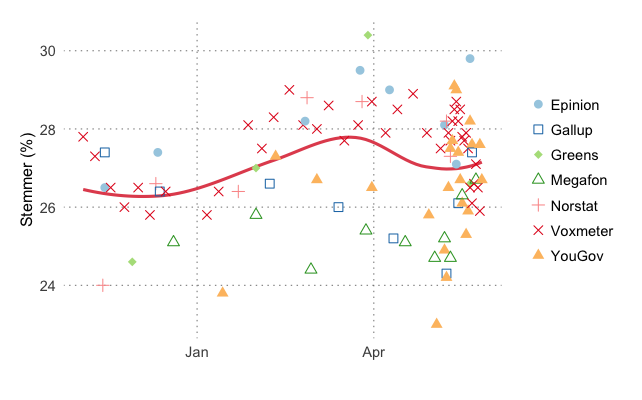 Stemmer (%)
30
28
26
24
Jan
Apr
Epinion
Gallup
Greens
Megafon
Norstat
Voxmeter
YouGov